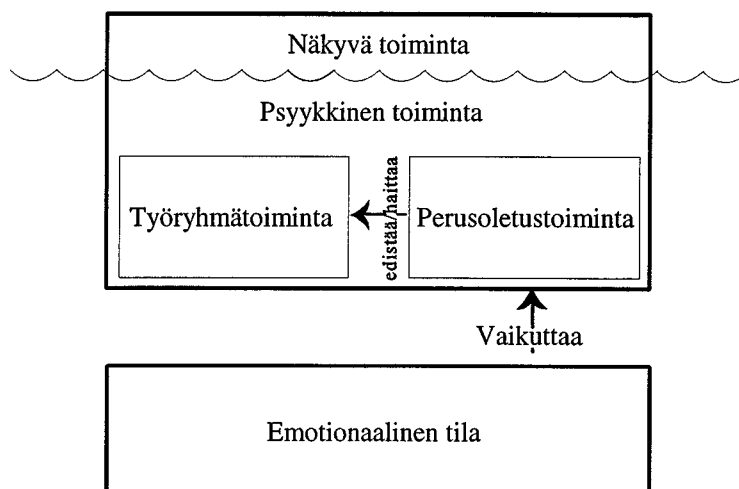 Näkyvä toiminta
Psyykkinen toiminta
Työryhmätoiminta
edistää/haittaa
Perusoletustoiminta
Vaikuttaa
Emotionaalinen tila